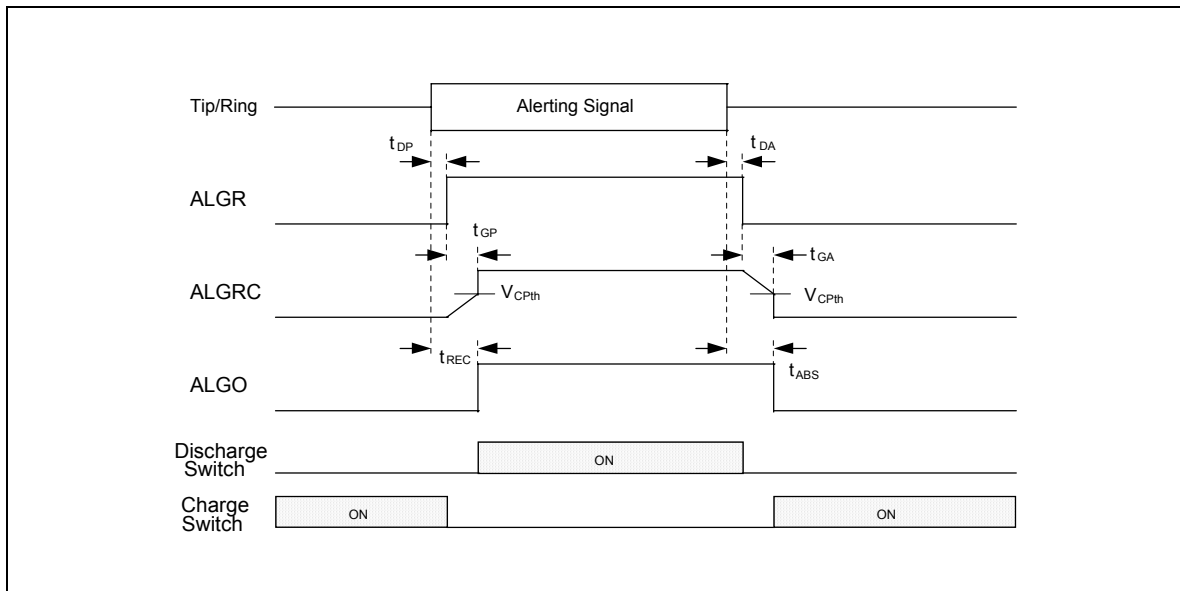 Tip/Ring
Alerting Signal
tDP
tDA
ALGR
tGP
tGA
ALGRC
VCPth
VCPth
tREC
tABS
ALGO
Discharge
Switch
ON
Charge
Switch
ON
ON